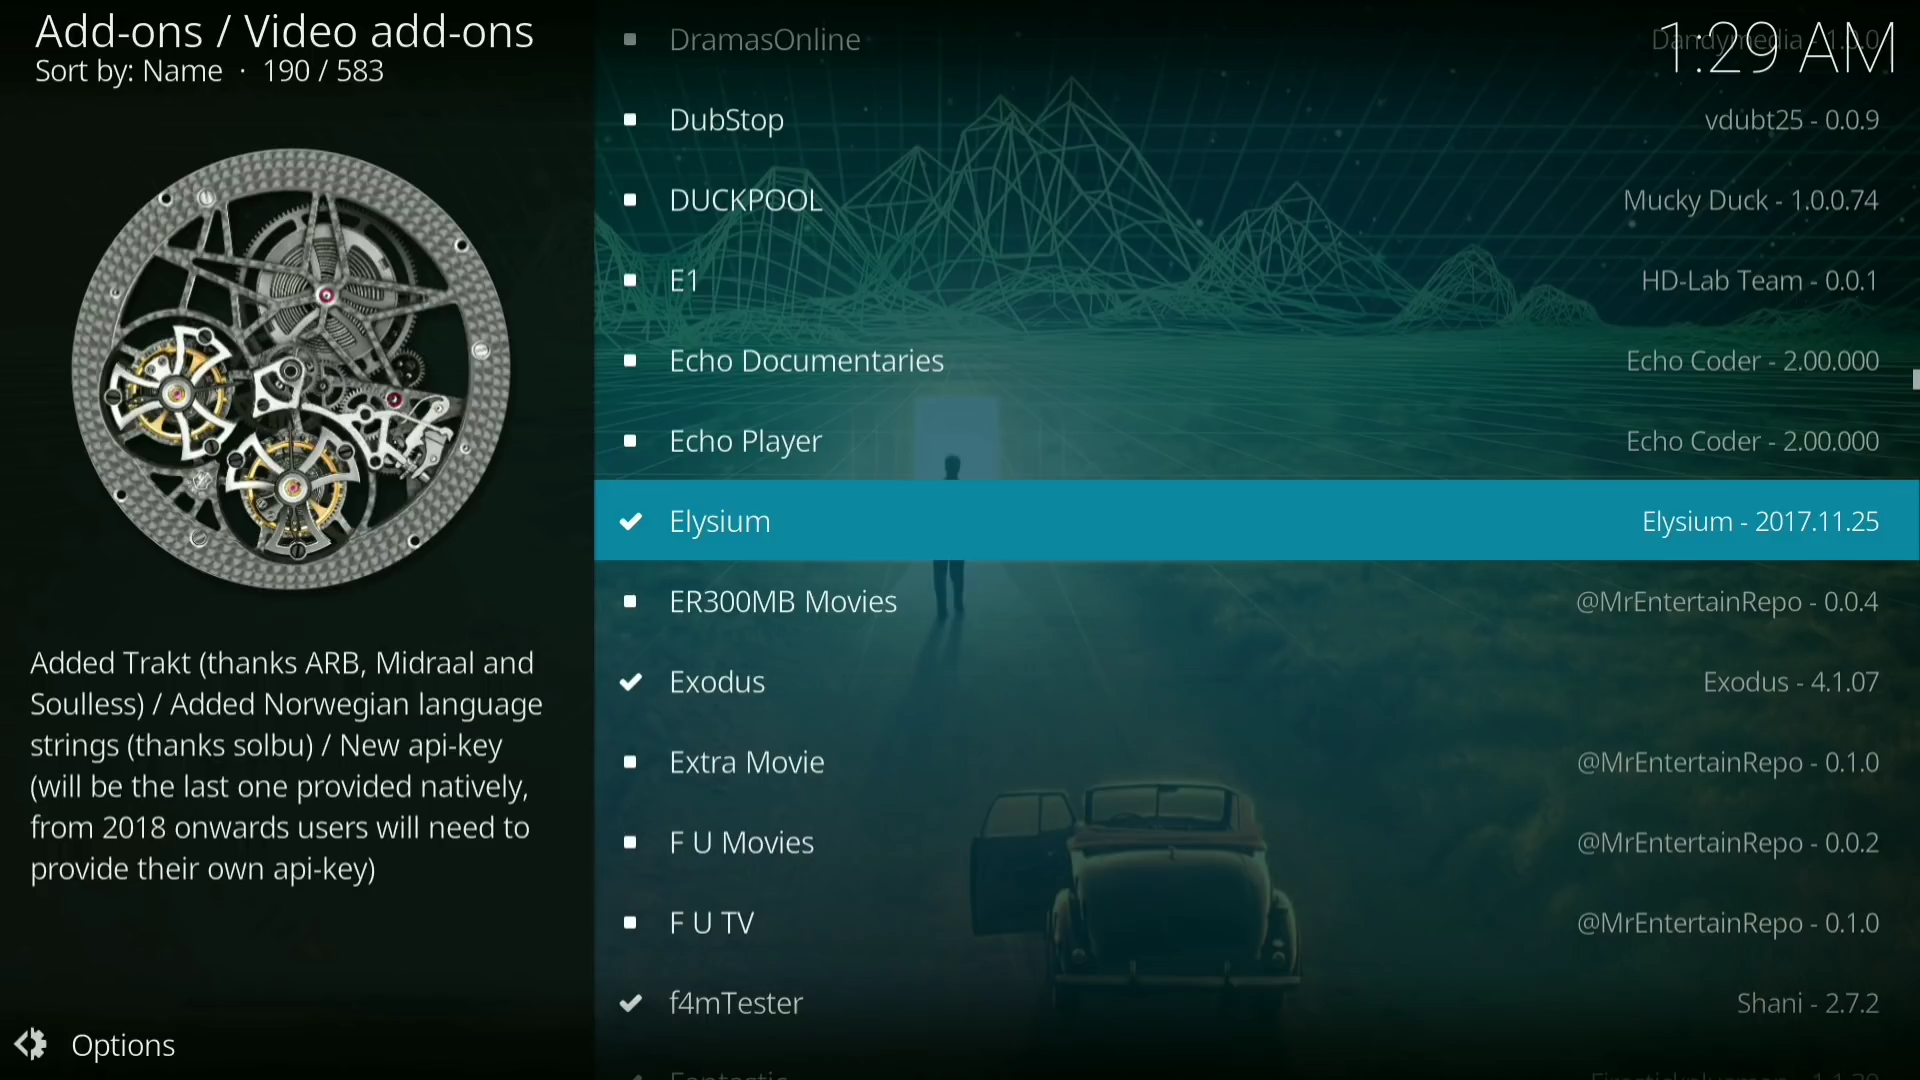 Add-ons / Video add-ons
Sort by: Name · 190 / 583
1:29 AM
DramasOnline Dandymedia - 1.3.0
DubStop vdubt25 - 0.0.9
DUCKPOOL Mucky Duck - 1.0.0.74
E1 HD-Lab Team - 0.0.1
Echo Documentaries Echo Coder - 2.00.000
Echo Player Echo Coder - 2.00.000
Elysium Elysium - 2017.11.25
ER300MB Movies @MrEntertainRepo - 0.0.4
Exodus Exodus - 4.1.07
Extra Movie @MrEntertainRepo - 0.1.0
F U Movies @MrEntertainRepo - 0.0.2
F U TV @MrEntertainRepo - 0.1.0
f4mTester Shani - 2.7.2
Added Trakt (thanks ARB, Midraal and
Soulless) / Added Norwegian language
strings (thanks solbu) / New api-key
(will be the last one provided natively,
from 2018 onwards users will need to
provide their own api-key)
Options